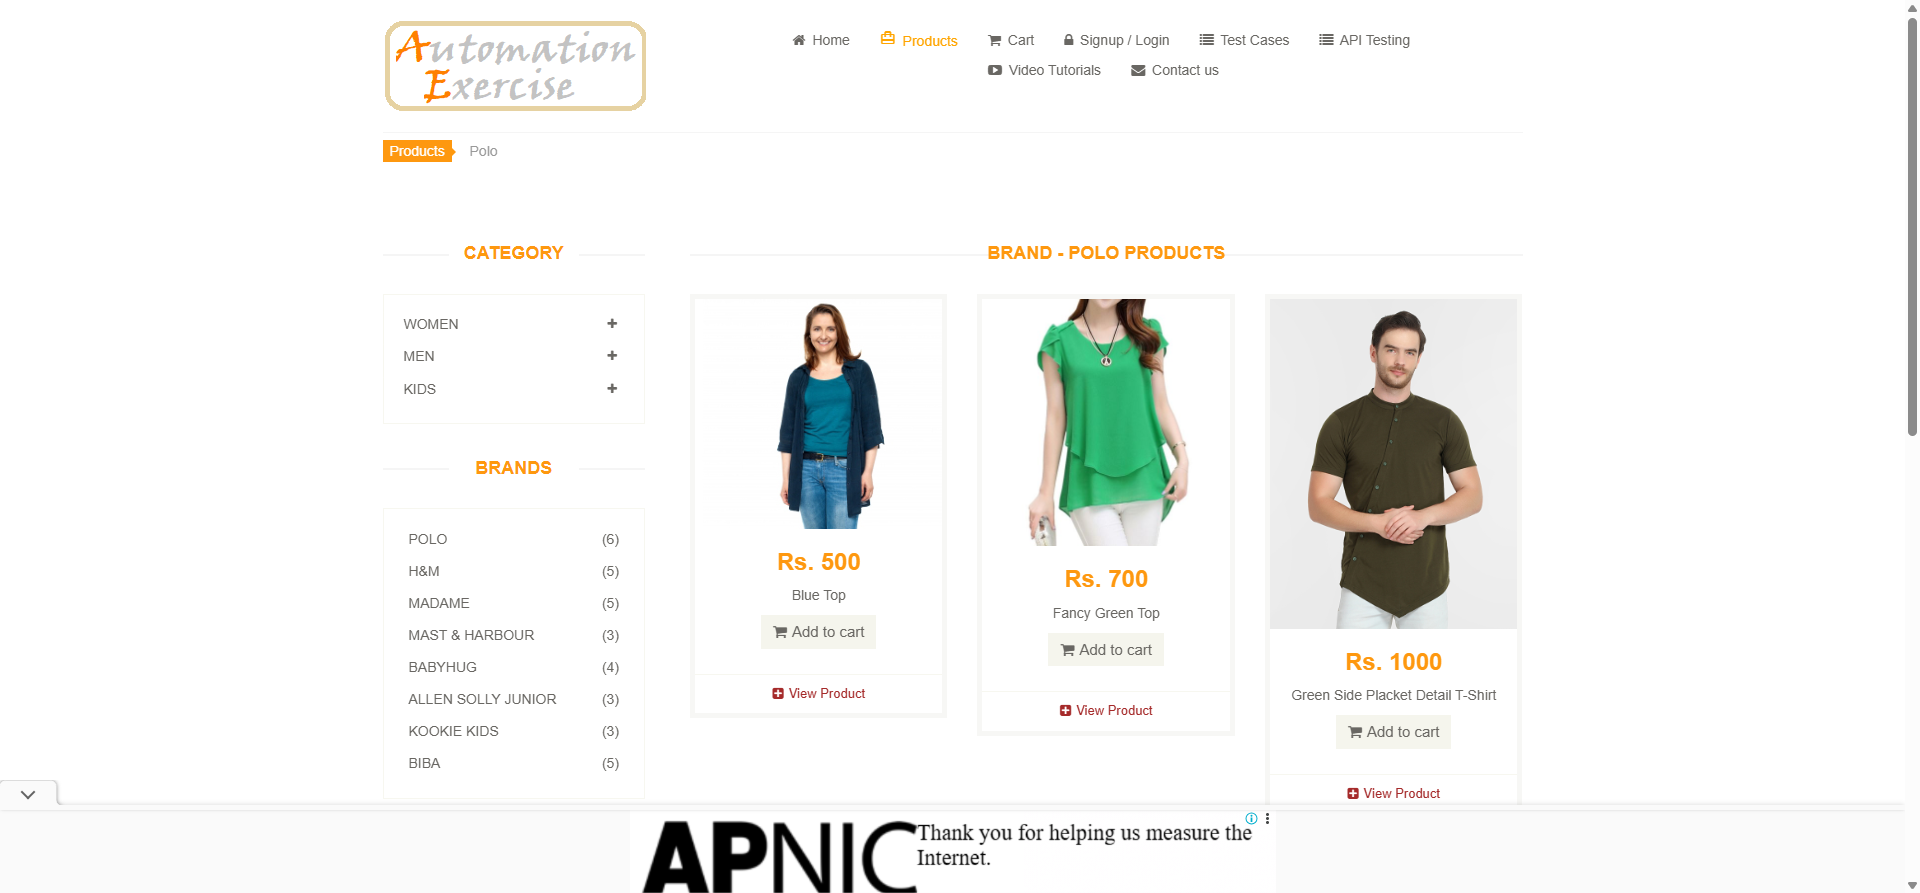 Automation
Exercise
Home
Products
Cart
Signup / Login
Test Cases
API Testing
Video Tutorials
Contact us
Products
Polo
CATEGORY
WOMEN
MEN
KIDS
BRANDS
POLO (6)
H&M (5)
MADAME (5)
MAST & HARBOUR (3)
BABYHUG (4)
ALLEN SOLLY JUNIOR (3)
KOOKIE KIDS (3)
BIBA (5)
BRAND - POLO PRODUCTS
Rs. 500
Blue Top
Add to cart
View Product
Rs. 700
Fancy Green Top
Add to cart
View Product
Rs. 1000
Green Side Placket Detail T-Shirt
Add to cart
View Product
APNIC
Thank you for helping us measure the
Internet.